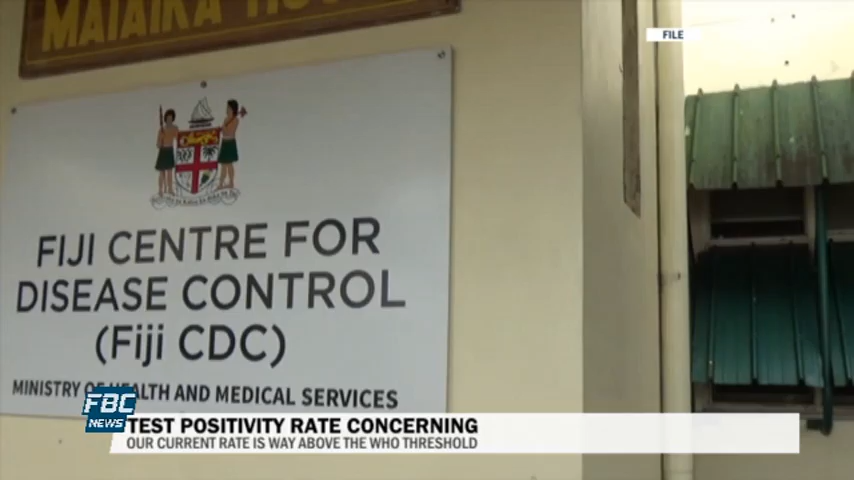 MATAIKA
FILE
FIJI CENTRE FOR
DISEASE CONTROL
(Fiji CDC)
MINISTRY OF HEALTH AND MEDICAL SERVICES
FBC
NEWS
TEST POSITIVITY RATE CONCERNING
OUR CURRENT RATE IS WAY ABOVE THE WHO THRESHOLD